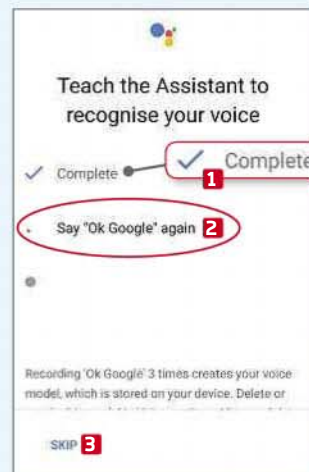 Teach the Assistant to
recognise your voice
Complete
Complete
1
Say "Ok Google" again 2
Recording 'Ok Google' 3 times creates your voice
model, which is stored on your device. Delete or
SKIP 3